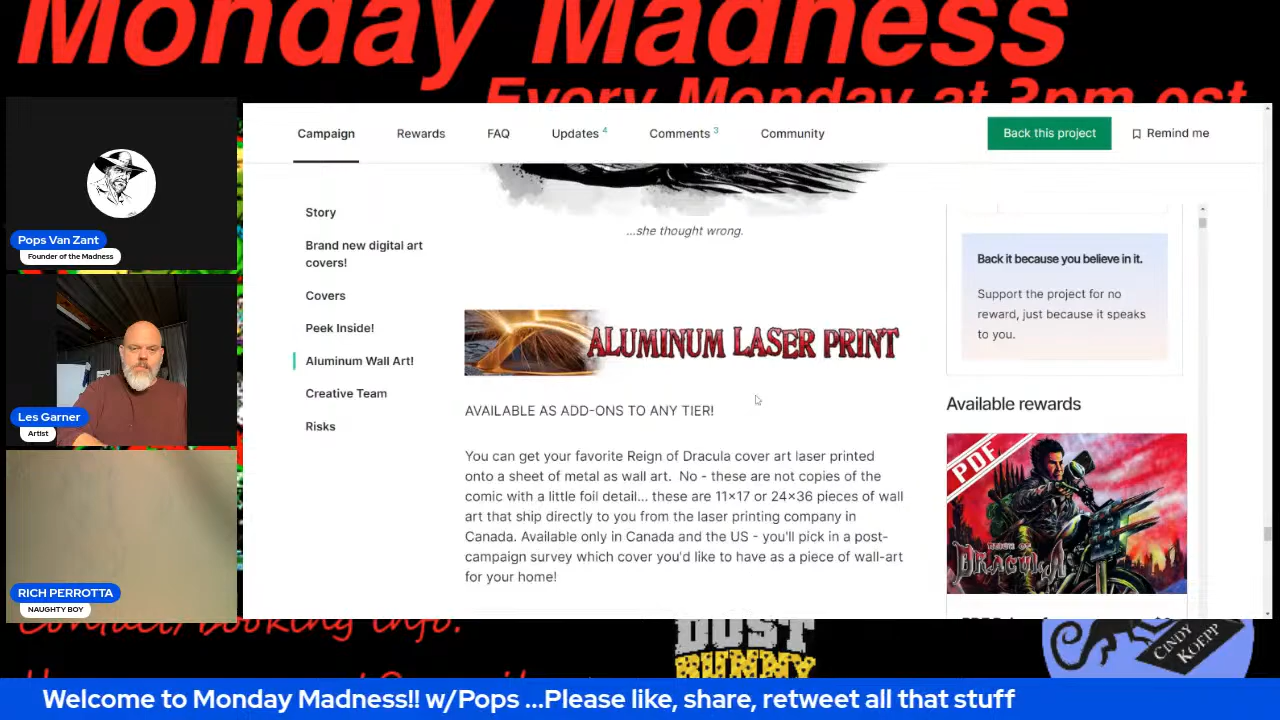 Monday Madness
Every Monday at 3pm est
Campaign
Rewards
FAQ
Updates 4
Comments 3
Community
Back this project
Remind me
Pops Van Zant
Founder of the Madness
Les Garner
Artist
RICH PERROTTA
NAUGHTY BOY
Story
Brand new digital art
covers!
Covers
Peek Inside!
Aluminum Wall Art!
Creative Team
Risks
...she thought wrong.
ALUMINUM LASER PRINT
AVAILABLE AS ADD-ONS TO ANY TIER!
You can get your favorite Reign of Dracula cover art laser printed
onto a sheet of metal as wall art. No - these are not copies of the
comic with a little foil detail... these are 11x17 or 24x36 pieces of wall
art that ship directly to you from the laser printing company in
Canada. Available only in Canada and the US - you'll pick in a post-
campaign survey which cover you'd like to have as a piece of wall-art
for your home!
Back it because you believe in it.
Support the project for no
reward, just because it speaks
to you.
Available rewards
PDF
REIGN OF
DRACULA
Contact/Booking info:
DUST
BUNNY
CINDY
KOEPP
Welcome to Monday Madness!! w/Pops ...Please like, share, retweet all that stuff